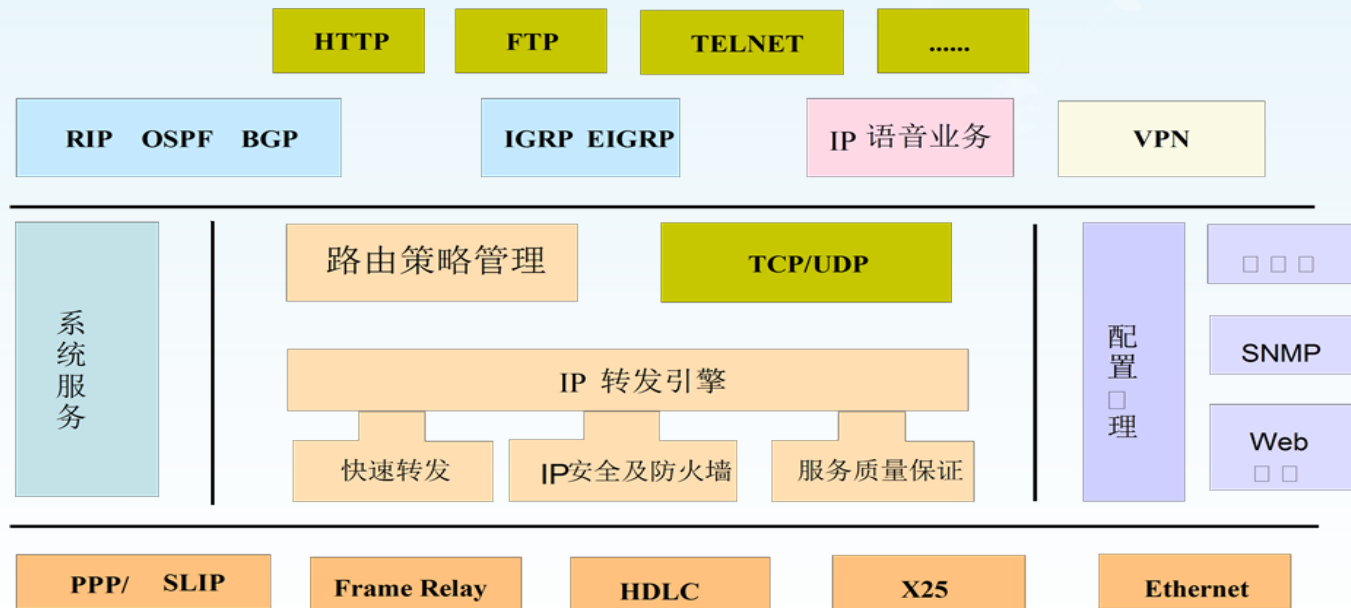 HTTP
FTP
TELNET
......
RIP OSPF BGP
IGRP EIGRP
IP 语音业务
VPN
系统服务
路由策略管理
TCP/UDP
IP 转发引擎
快速转发
IP安全及防火墙
服务质量保证
配置□理
□□□
SNMP
Web
□□
PPP/ SLIP
Frame Relay
HDLC
X25
Ethernet